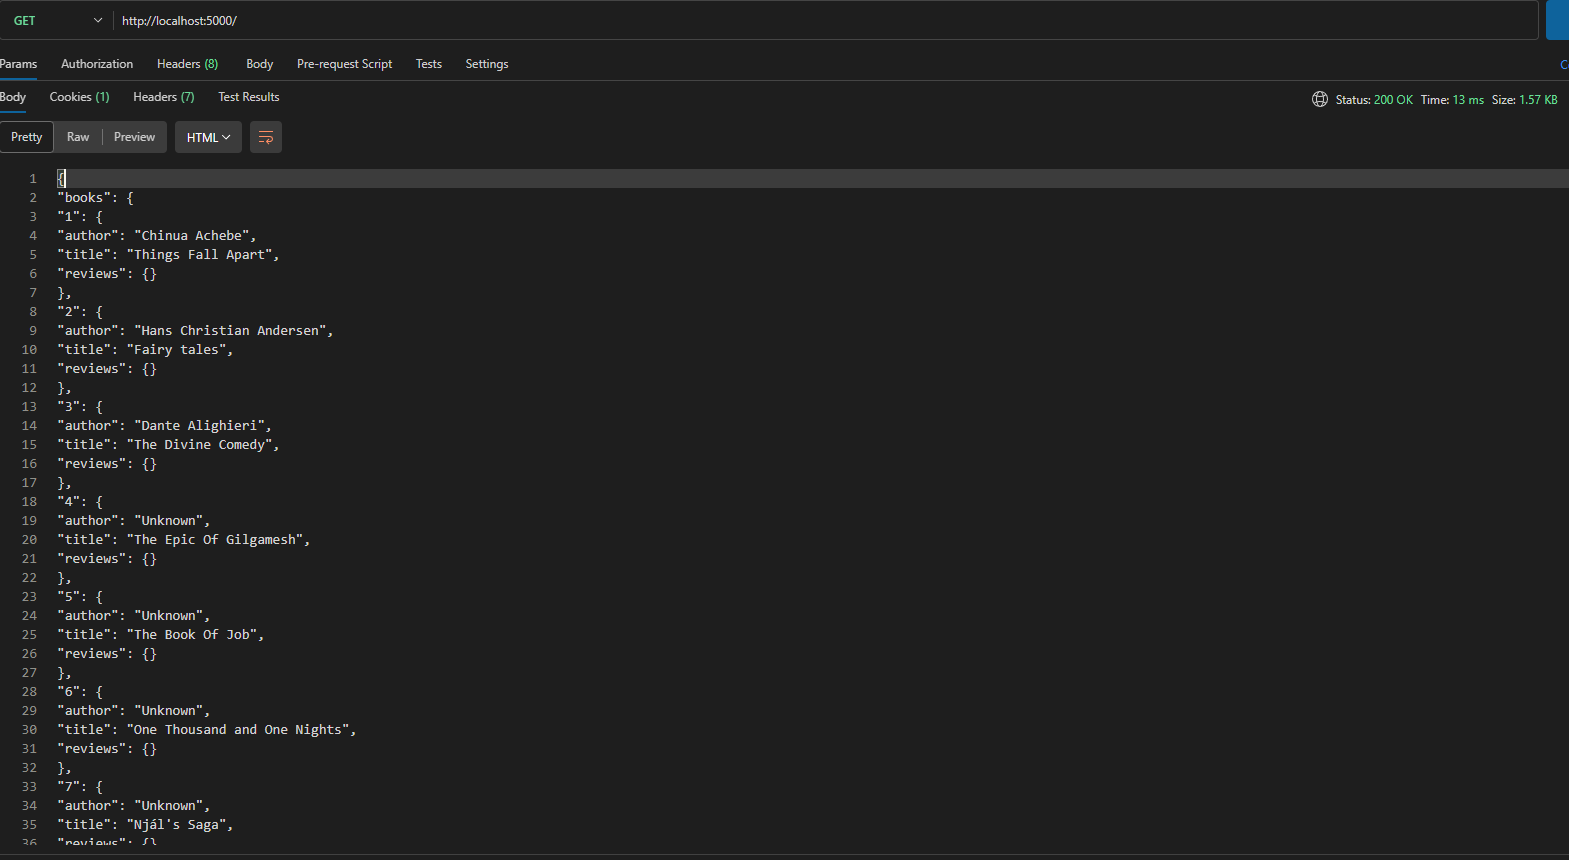 GET http://localhost:5000/
Params Authorization Headers (8) Body Pre-request Script Tests Settings
Body Cookies (1) Headers (7) Test Results Status: 200 OK Time: 13 ms Size: 1.57 KB
Pretty Raw Preview HTML
1 {
2 "books": {
3 "1": {
4 "author": "Chinua Achebe",
5 "title": "Things Fall Apart",
6 "reviews": {}
7 },
8 "2": {
9 "author": "Hans Christian Andersen",
10 "title": "Fairy tales",
11 "reviews": {}
12 },
13 "3": {
14 "author": "Dante Alighieri",
15 "title": "The Divine Comedy",
16 "reviews": {}
17 },
18 "4": {
19 "author": "Unknown",
20 "title": "The Epic Of Gilgamesh",
21 "reviews": {}
22 },
23 "5": {
24 "author": "Unknown",
25 "title": "The Book Of Job",
26 "reviews": {}
27 },
28 "6": {
29 "author": "Unknown",
30 "title": "One Thousand and One Nights",
31 "reviews": {}
32 },
33 "7": {
34 "author": "Unknown",
35 "title": "Njál's Saga",
36 "reviews": {}